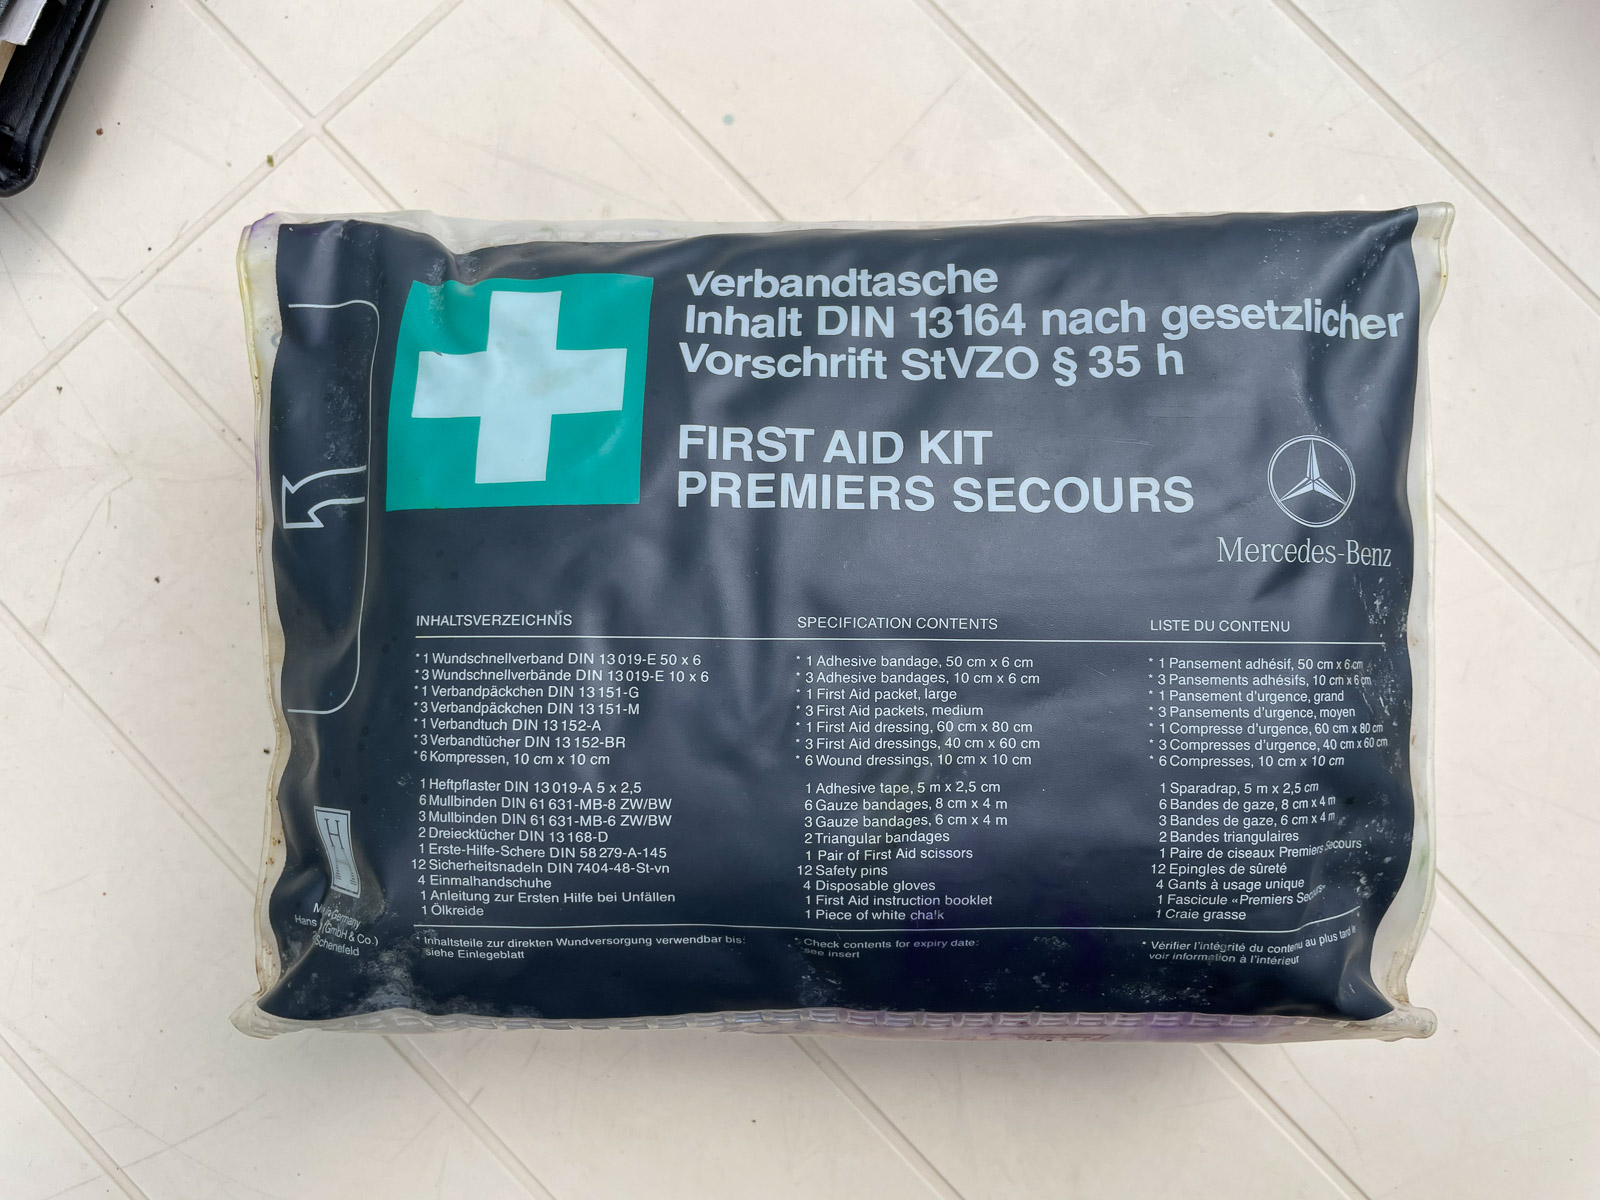 Verbandtasche
Inhalt DIN 13164 nach gesetzlicher
Vorschrift StVZO § 35 h
FIRST AID KIT
PREMIERS SECOURS
Mercedes-Benz
INHALTSVERZEICHNIS
* 1 Wundschnellverband DIN 13 019-E 50 x 6
* 3 Wundschnellverbände DIN 13 019-E 10 x 6
* 1 Verbandpäckchen DIN 13 151-G
* 3 Verbandpäckchen DIN 13 151-M
* 1 Verbandtuch DIN 13 152-A
* 3 Verbandtücher DIN 13 152-BR
* 6 Kompressen, 10 cm x 10 cm
1 Heftpflaster DIN 13 019-A 5 x 2,5
6 Mullbinden DIN 61 631-MB-8 ZW/BW
3 Mullbinden DIN 61 631-MB-6 ZW/BW
2 Dreiecktücher DIN 13 168-D
1 Erste-Hilfe-Schere DIN 58 279-A-145
12 Sicherheitsnadeln DIN 7404-48-St-vn
4 Einmalhandschuhe
1 Anleitung zur Ersten Hilfe bei Unfällen
1 Ölkreide
* Inhaltsteile zur direkten Wundversorgung verwendbar bis:
siehe Einlegeblatt
SPECIFICATION CONTENTS
* 1 Adhesive bandage, 50 cm x 6 cm
* 3 Adhesive bandages, 10 cm x 6 cm
* 1 First Aid packet, large
* 3 First Aid packets, medium
* 1 First Aid dressing, 60 cm x 80 cm
* 3 First Aid dressings, 40 cm x 60 cm
* 6 Wound dressings, 10 cm x 10 cm
1 Adhesive tape, 5 m x 2,5 cm
6 Gauze bandages, 8 cm x 4 m
3 Gauze bandages, 6 cm x 4 m
2 Triangular bandages
1 Pair of First Aid scissors
12 Safety pins
4 Disposable gloves
1 First Aid instruction booklet
1 Piece of white chalk
* Check contents for expiry date:
see insert
LISTE DU CONTENU
* 1 Pansement adhésif, 50 cm x 6 cm
* 3 Pansements adhésifs, 10 cm x 6 cm
* 1 Pansement d'urgence, grand
* 3 Pansements d'urgence, moyen
* 1 Compresse d'urgence, 60 cm x 80 cm
* 3 Compresses d'urgence, 40 cm x 60 cm
* 6 Compresses, 10 cm x 10 cm
1 Sparadrap, 5 m x 2,5 cm
6 Bandes de gaze, 8 cm x 4 m
3 Bandes de gaze, 6 cm x 4 m
2 Bandes triangulaires
1 Paire de ciseaux Premiers Secours
12 Epingles de sûreté
4 Gants à usage unique
1 Fascicule «Premiers Secours»
1 Craie grasse
* Vérifier l'intégrité du contenu au plus tard le
voir information à l'intérieur
H
Germany
Hans (GmbH & Co.)
Schenefeld